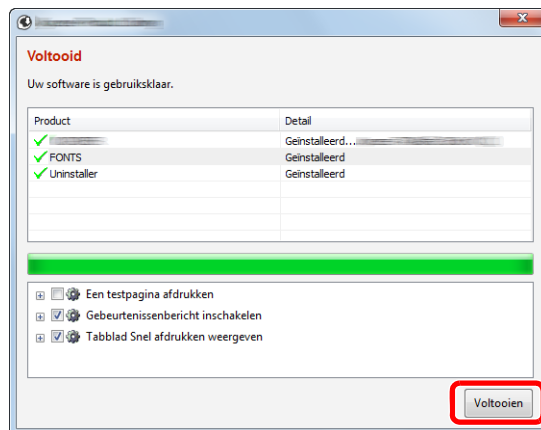 Voltooid
Uw software is gebruiksklaar.
Product Detail
Geïnstalleerd...
FONTS Geïnstalleerd
Uninstaller Geïnstalleerd
Een testpagina afdrukken
Gebeurtenissenbericht inschakelen
Tabblad Snel afdrukken weergeven
Voltooien